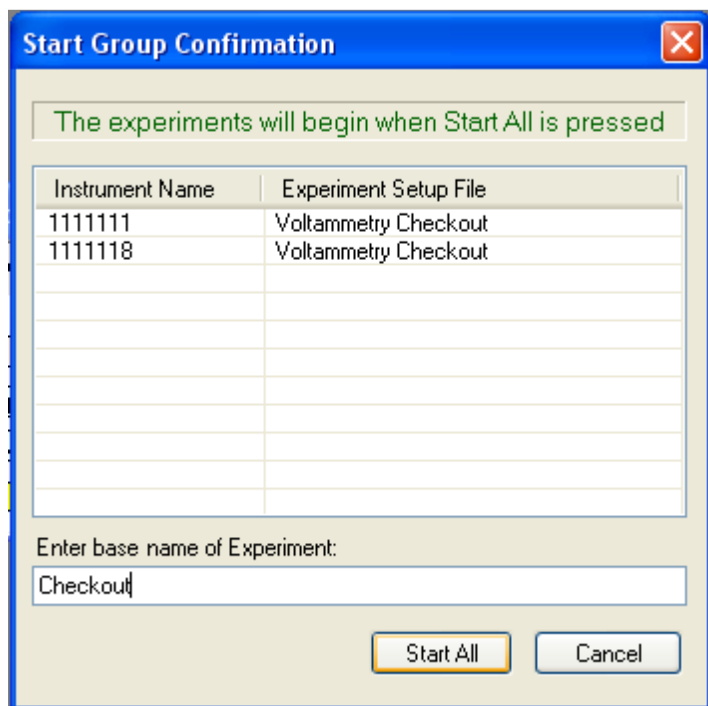 Start Group Confirmation
The experiments will begin when Start All is pressed
Instrument Name Experiment Setup File
1111111 Voltammetry Checkout
1111118 Voltammetry Checkout
Enter base name of Experiment:
Checkout
Start All Cancel